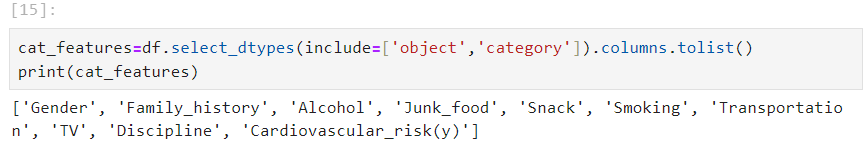 [15]:
cat_features=df.select_dtypes(include=['object','category']).columns.tolist()
print(cat_features)
['Gender', 'Family_history', 'Alcohol', 'Junk_food', 'Snack', 'Smoking', 'Transportatio
n', 'TV', 'Discipline', 'Cardiovascular_risk(y)']